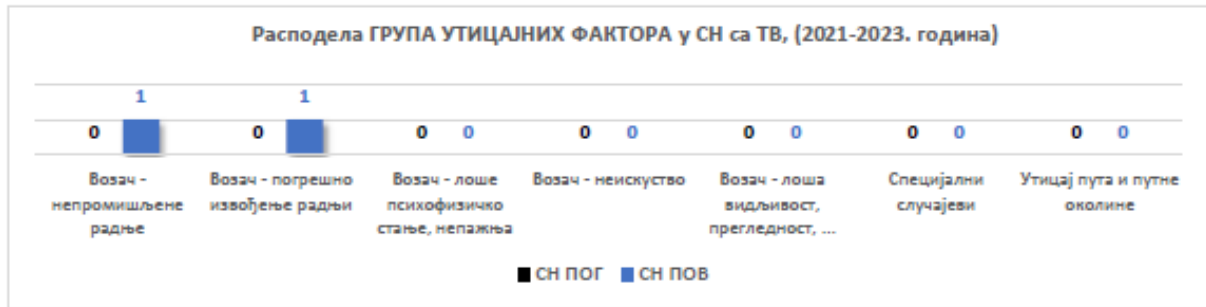 Расподела ГРУПА УТИЦАЈНИХ ФАКТОРА у СН са ТВ, (2021-2023. година)
1 1
0 0 0 0 0 0 0 0 0 0 0 0
Возач - непромишљене радње
Возач - погрешно извођење радњи
Возач - лоше психофизичко стање, непажња
Возач - неискуство
Возач - лоша видљивост, прегледност, ...
Специјални случајеви
Утицај пута и путне околине
СН ПОГ СН ПОВ